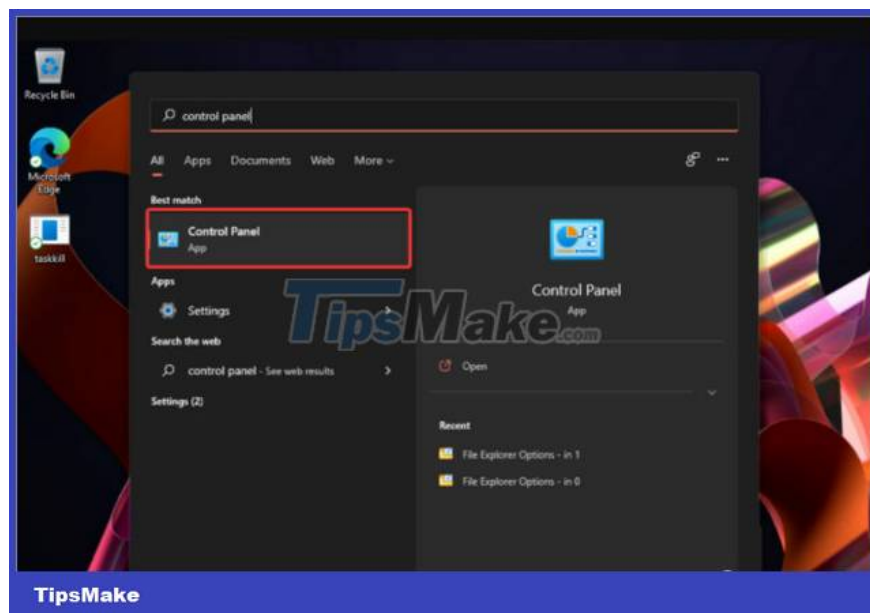 Recycle Bin
Microsoft
Edge
taskkill
control panel
All Apps Documents Web More
Best match
Control Panel
App
Apps
Settings
Search the web
control panel - See web results
Settings (2)
Control Panel
App
Open
Recent
File Explorer Options - in 1
File Explorer Options - in 0
TipsMake.com
TipsMake